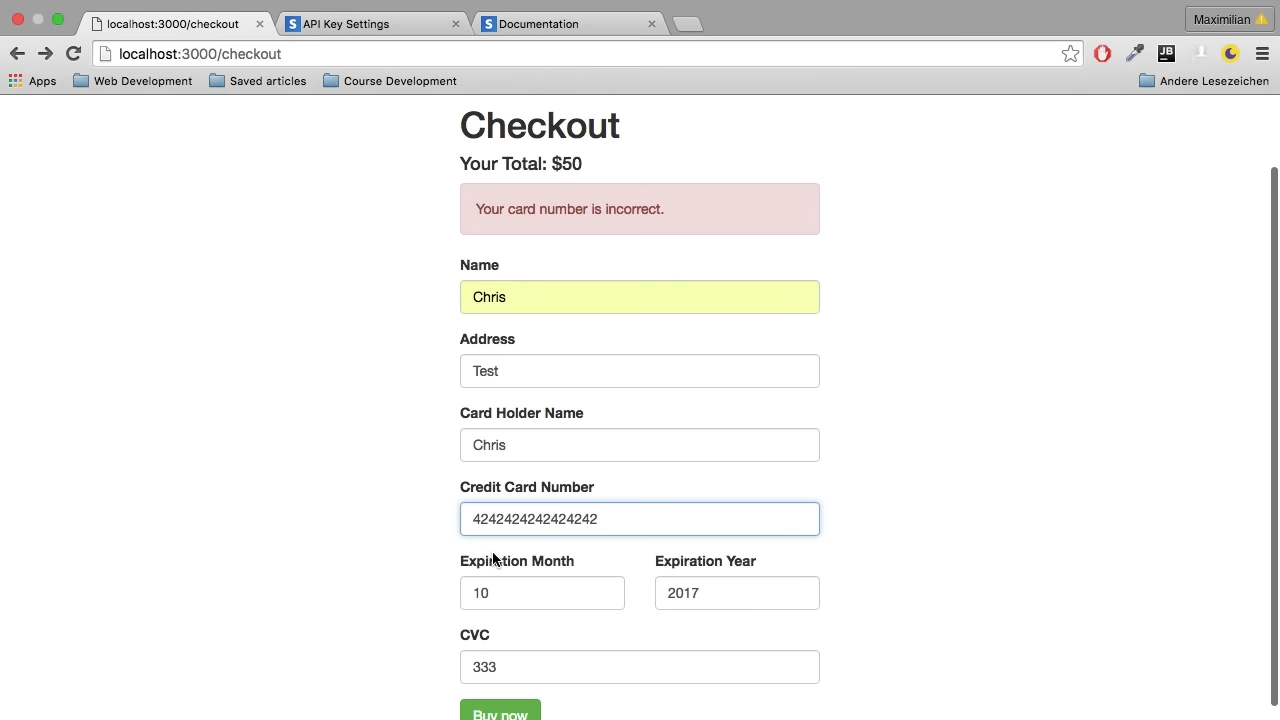 localhost:3000/checkout
API Key Settings
Documentation
Maximilian
localhost:3000/checkout
Apps
Web Development
Saved articles
Course Development
Andere Lesezeichen
Checkout
Your Total: $50
Your card number is incorrect.
Name
Chris
Address
Test
Card Holder Name
Chris
Credit Card Number
4242424242424242
Expiration Month Expiration Year
10 2017
CVC
333
Buy now